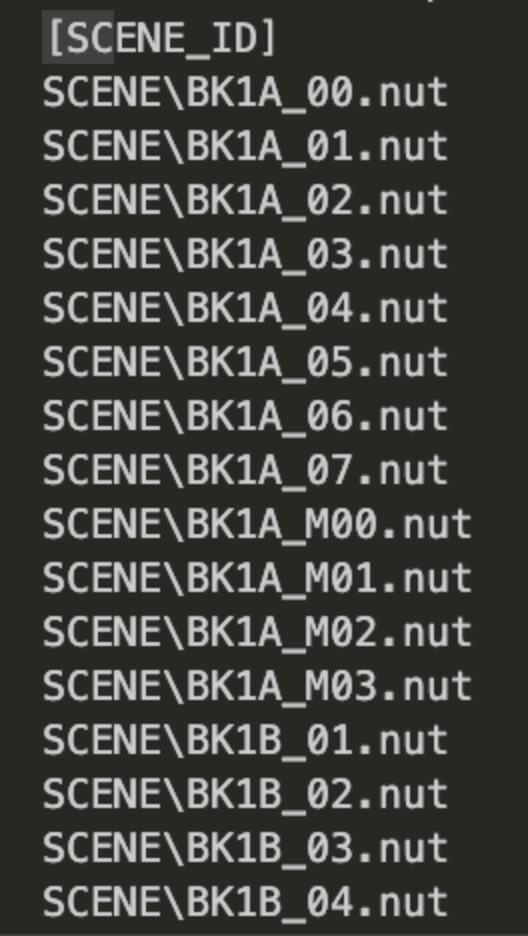 [SCENE_ID]
SCENE\BK1A_00.nut
SCENE\BK1A_01.nut
SCENE\BK1A_02.nut
SCENE\BK1A_03.nut
SCENE\BK1A_04.nut
SCENE\BK1A_05.nut
SCENE\BK1A_06.nut
SCENE\BK1A_07.nut
SCENE\BK1A_M00.nut
SCENE\BK1A_M01.nut
SCENE\BK1A_M02.nut
SCENE\BK1A_M03.nut
SCENE\BK1B_01.nut
SCENE\BK1B_02.nut
SCENE\BK1B_03.nut
SCENE\BK1B_04.nut